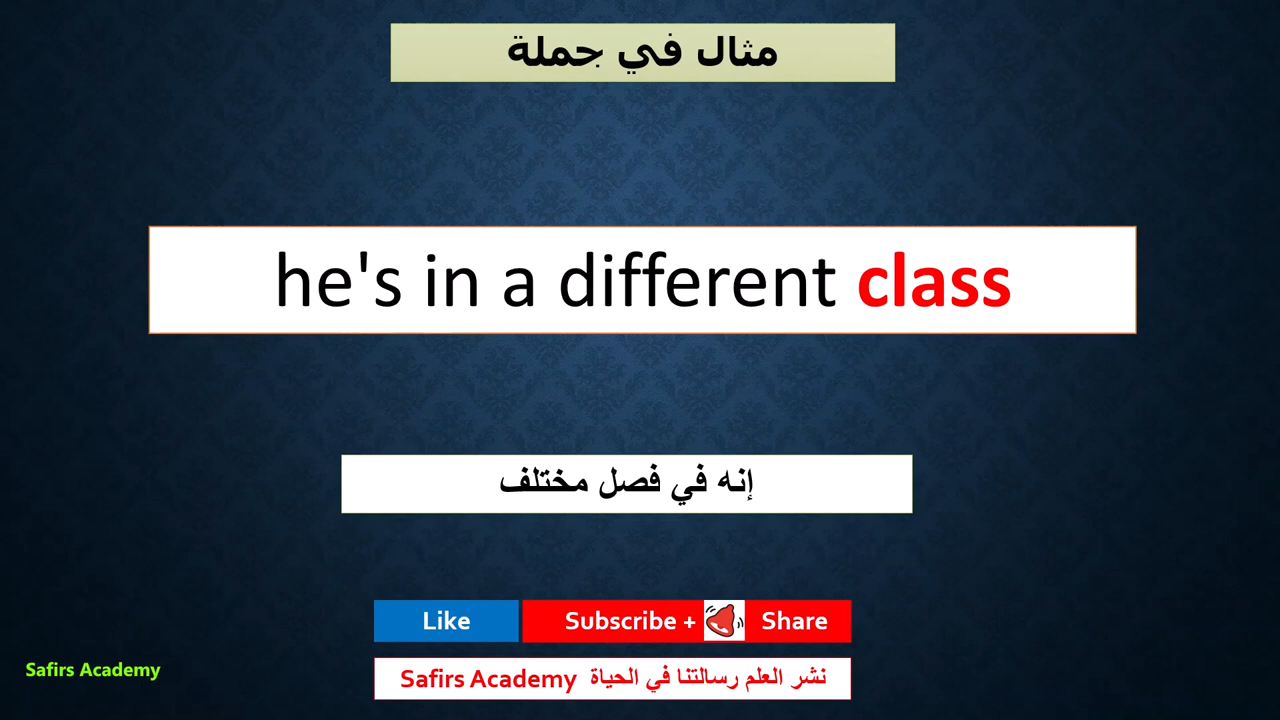 مثال في جملة
he's in a different class
إنه في فصل مختلف
Like Subscribe + Share
Safirs Academy
نشر العلم رسالتنا في الحياة Safirs Academy